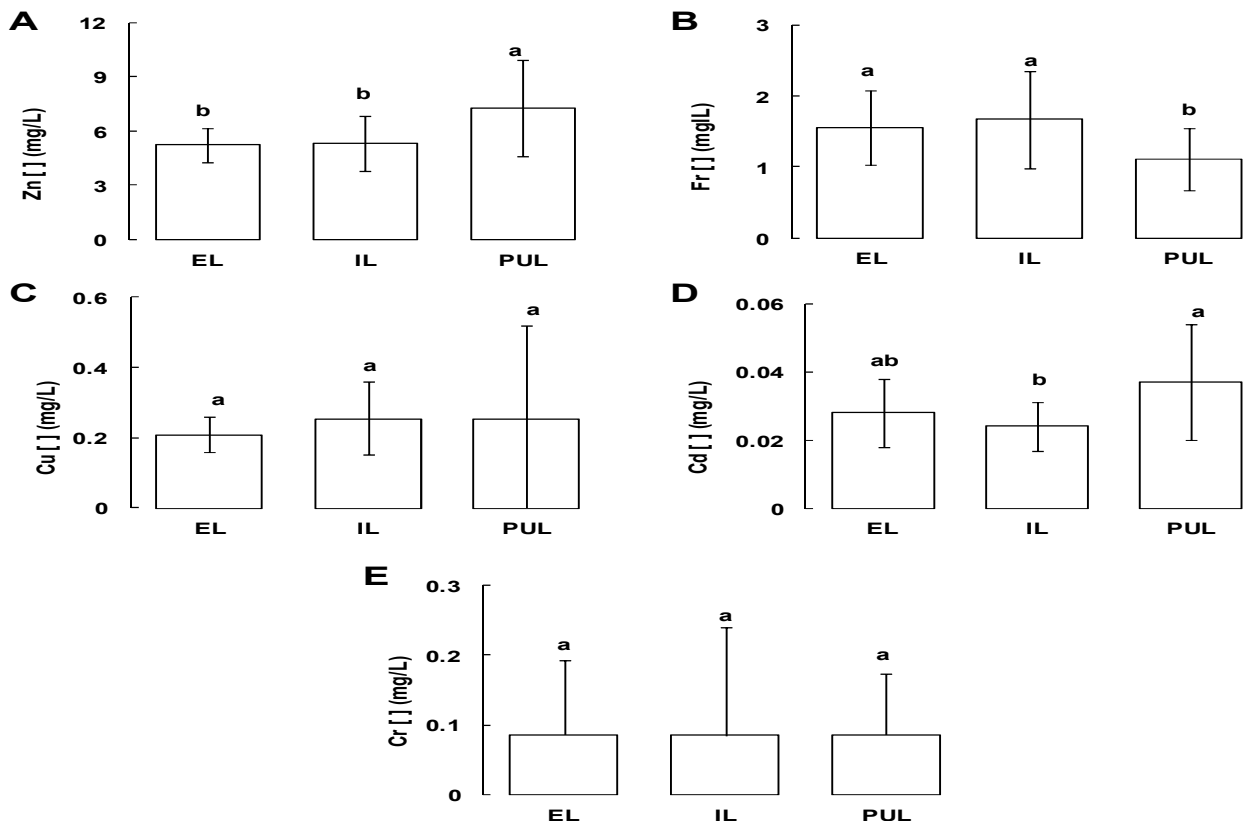 A
Zn [ ] (mg/L)
12
9
6
3
0
b
b
a
EL
IL
PUL
B
Fr [ ] (mglL)
3
2
1
0
a
a
b
EL
IL
PUL
C
Cu [ ] (mg/L)
0.6
0.4
0.2
0
a
a
a
EL
IL
PUL
D
Cd [ ] (mg/L)
0.06
0.04
0.02
0
ab
b
a
EL
IL
PUL
E
Cr [ ] (mg/L)
0.3
0.2
0.1
0
a
a
a
EL
IL
PUL